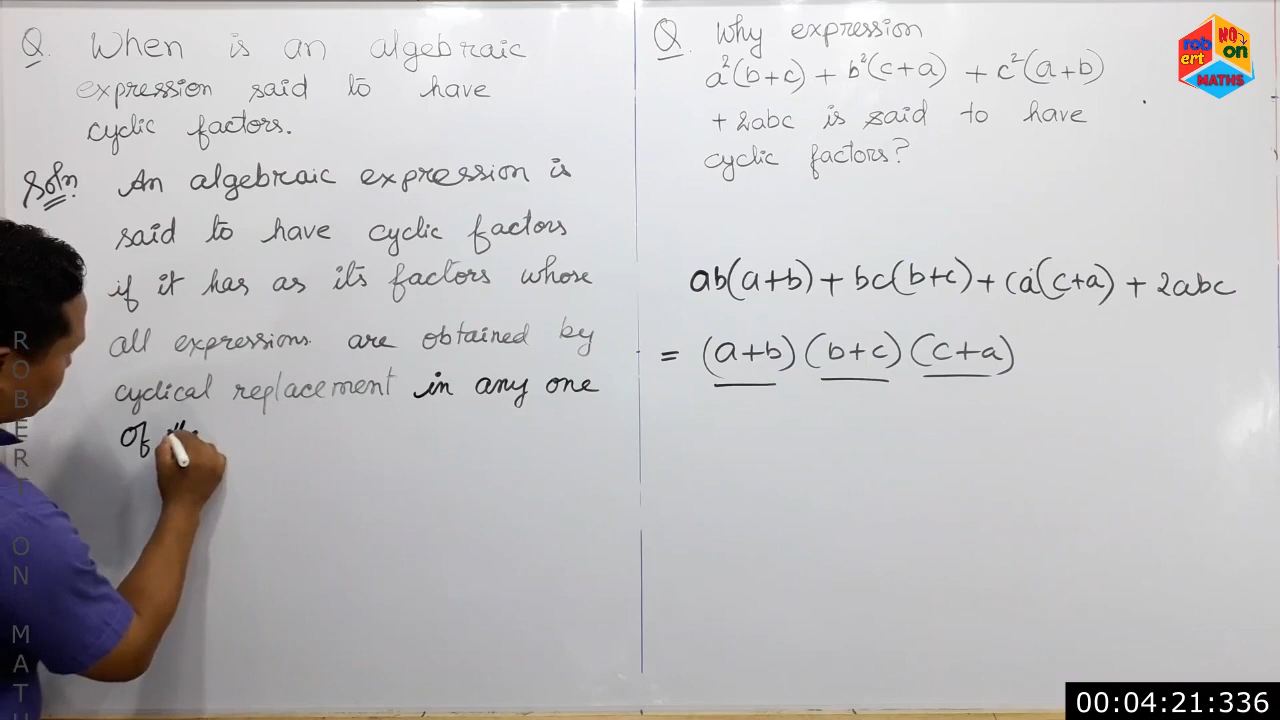 Q. When is an algebraic
expression said to have
cyclic factors.
Soln. An algebraic expression is
said to have cyclic factors
if it has as its factors whose
all expressions are obtained by
cyclical replacement in any one
of
Q. Why expression
a²(b+c) + b²(c+a) + c²(a+b)
+ 2abc is said to have
cyclic factors?
ab(a+b) + bc(b+c) + ca(c+a) + 2abc
= (a+b)(b+c)(c+a)
robert
NO
on
MATHS
ROBERT ON MATH
00:04:21:336